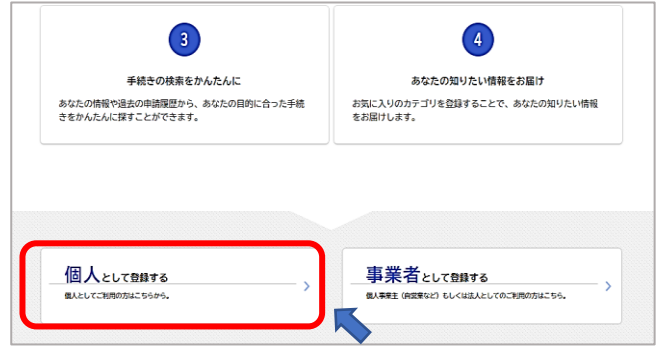 3
手続きの検索をかんたんに
あなたの情報や過去の申請履歴から、あなたの目的に合った手続
きをかんたんに探すことができます。
4
あなたの知りたい情報をお届け
お気に入りのカテゴリを登録することで、あなたの知りたい情報
をお届けします。
個人として登録する
個人としてご利用の方はこちらから。
事業者として登録する
個人事業主（自営業など）もしくは法人としてのご利用の方はこちら。